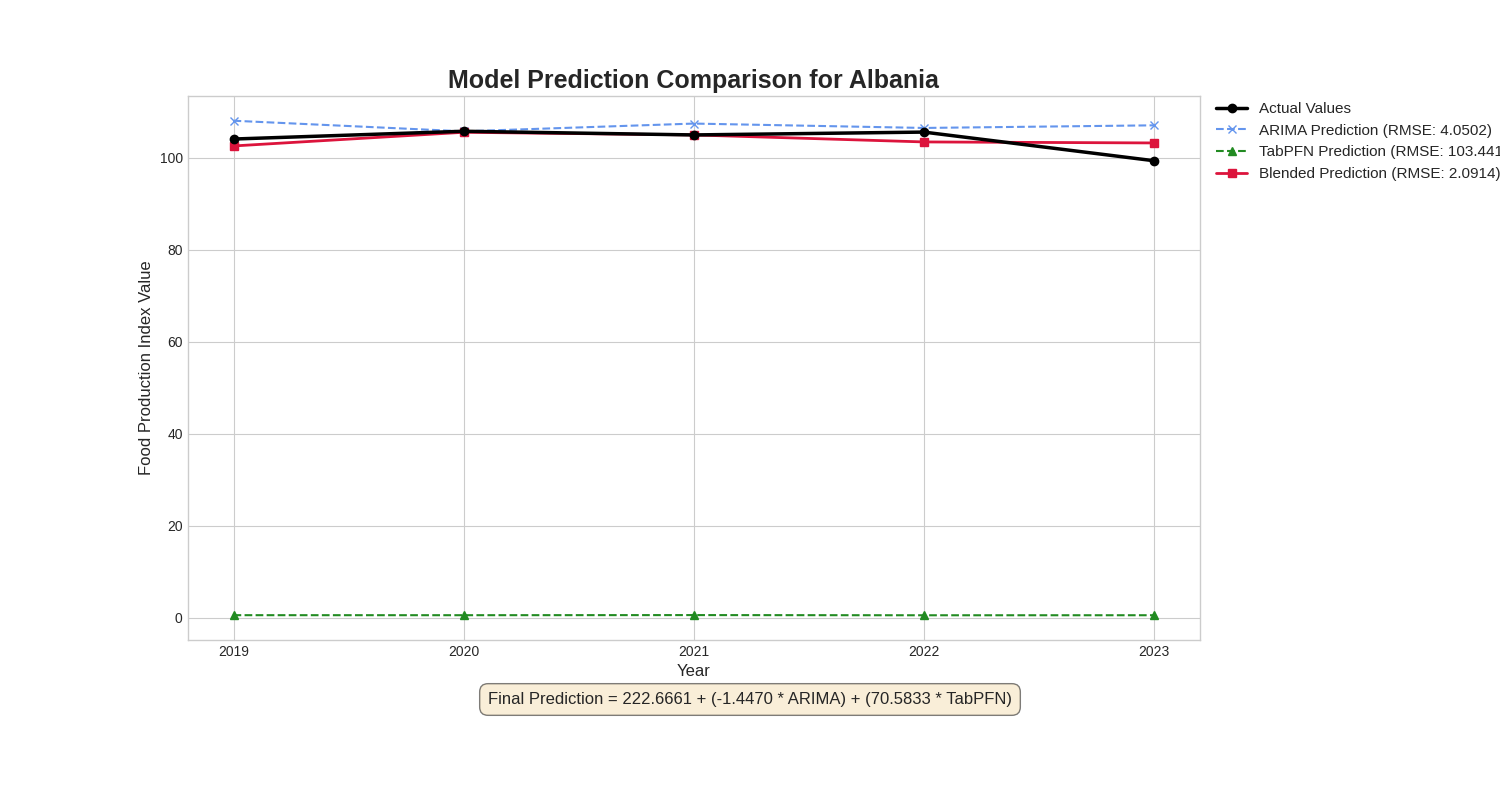 Model Prediction Comparison for Albania
Actual Values
ARIMA Prediction (RMSE: 4.0502)
TabPFN Prediction (RMSE: 103.441
Blended Prediction (RMSE: 2.0914)
Food Production Index Value
100
80
60
40
20
0
2019 2020 2021 2022 2023
Year
Final Prediction = 222.6661 + (-1.4470 * ARIMA) + (70.5833 * TabPFN)